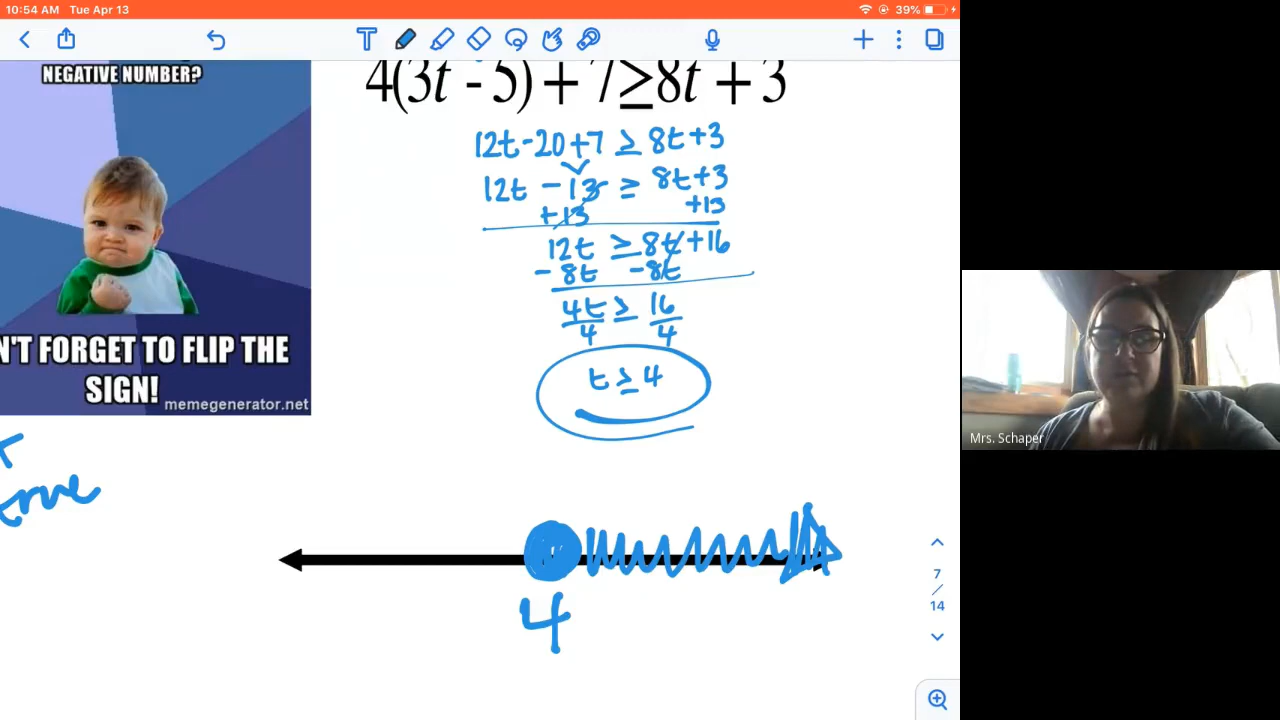 10:54 AM Tue Apr 13
39%
NEGATIVE NUMBER?
N'T FORGET TO FLIP THE
SIGN!
memegenerator.net
4(3t - 5) + 7≥8t + 3
12t-20+7 ≥ 8t+3
12t -13 ≥ 8t+3
+13 +13
12t ≥ 8t+16
-8t -8t
4t ≥ 16
4 4
t ≥ 4
true
4
7
/
14
Mrs. Schaper